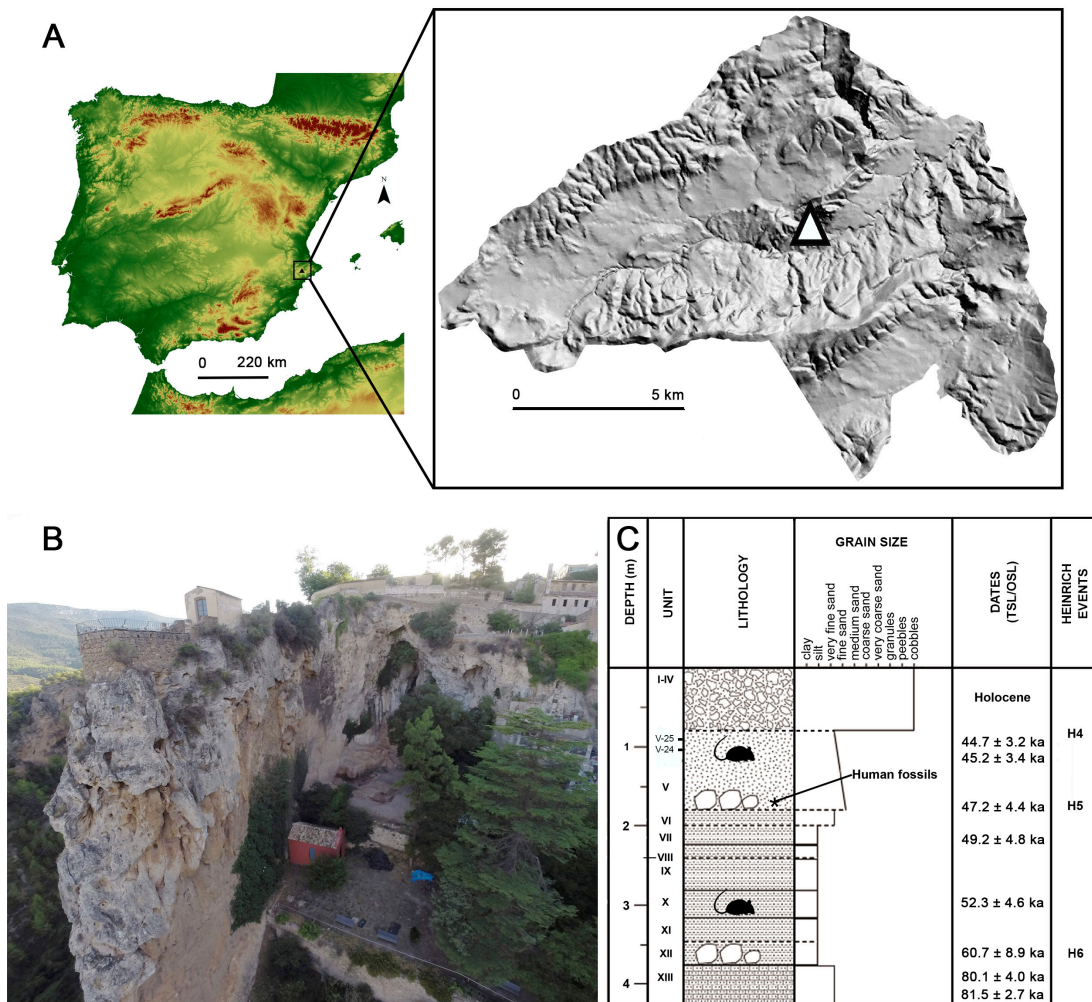 A
N
0 220 km
0 5 km
B
C
DEPTH (m)
UNIT
LITHOLOGY
GRAIN SIZE
clay
silt
very fine sand
fine sand
medium sand
coarse sand
very coarse sand
granules
peebles
cobbles
DATES
(TSL/OSL)
HEINRICH
EVENTS
I-IV
Holocene
H4
V-25
44.7 ± 3.2 ka
1
V-24
45.2 ± 3.4 ka
Human fossils
V
*
47.2 ± 4.4 ka
H5
VI
2
VII
49.2 ± 4.8 ka
VIII
IX
3
X
52.3 ± 4.6 ka
XI
XII
60.7 ± 8.9 ka
H6
XIII
80.1 ± 4.0 ka
4
81.5 ± 2.7 ka